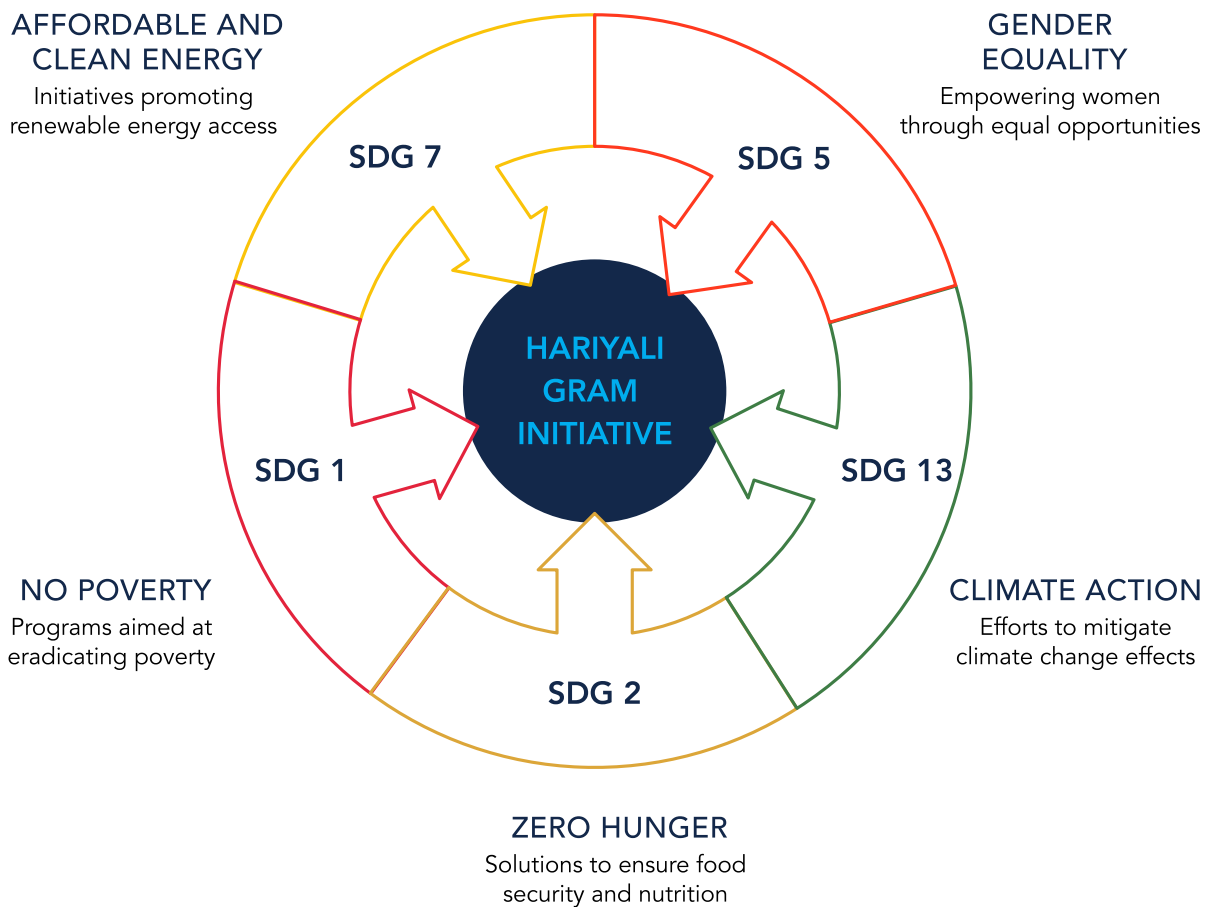 AFFORDABLE AND
CLEAN ENERGY
Initiatives promoting
renewable energy access
GENDER
EQUALITY
Empowering women
through equal opportunities
SDG 7
SDG 5
HARIYALI
GRAM
INITIATIVE
SDG 1
SDG 13
NO POVERTY
Programs aimed at
eradicating poverty
CLIMATE ACTION
Efforts to mitigate
climate change effects
SDG 2
ZERO HUNGER
Solutions to ensure food
security and nutrition